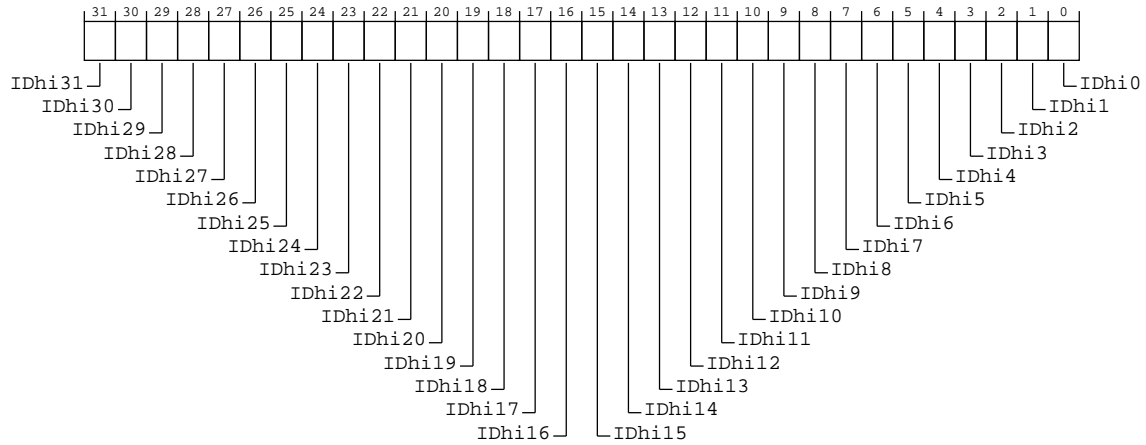 31 30 29 28 27 26 25 24 23 22 21 20 19 18 17 16 15 14 13 12 11 10 9 8 7 6 5 4 3 2 1 0
IDhi31 IDhi0
IDhi30 IDhi1
IDhi29 IDhi2
IDhi28 IDhi3
IDhi27 IDhi4
IDhi26 IDhi5
IDhi25 IDhi6
IDhi24 IDhi7
IDhi23 IDhi8
IDhi22 IDhi9
IDhi21 IDhi10
IDhi20 IDhi11
IDhi19 IDhi12
IDhi18 IDhi13
IDhi17 IDhi14
IDhi16 IDhi15